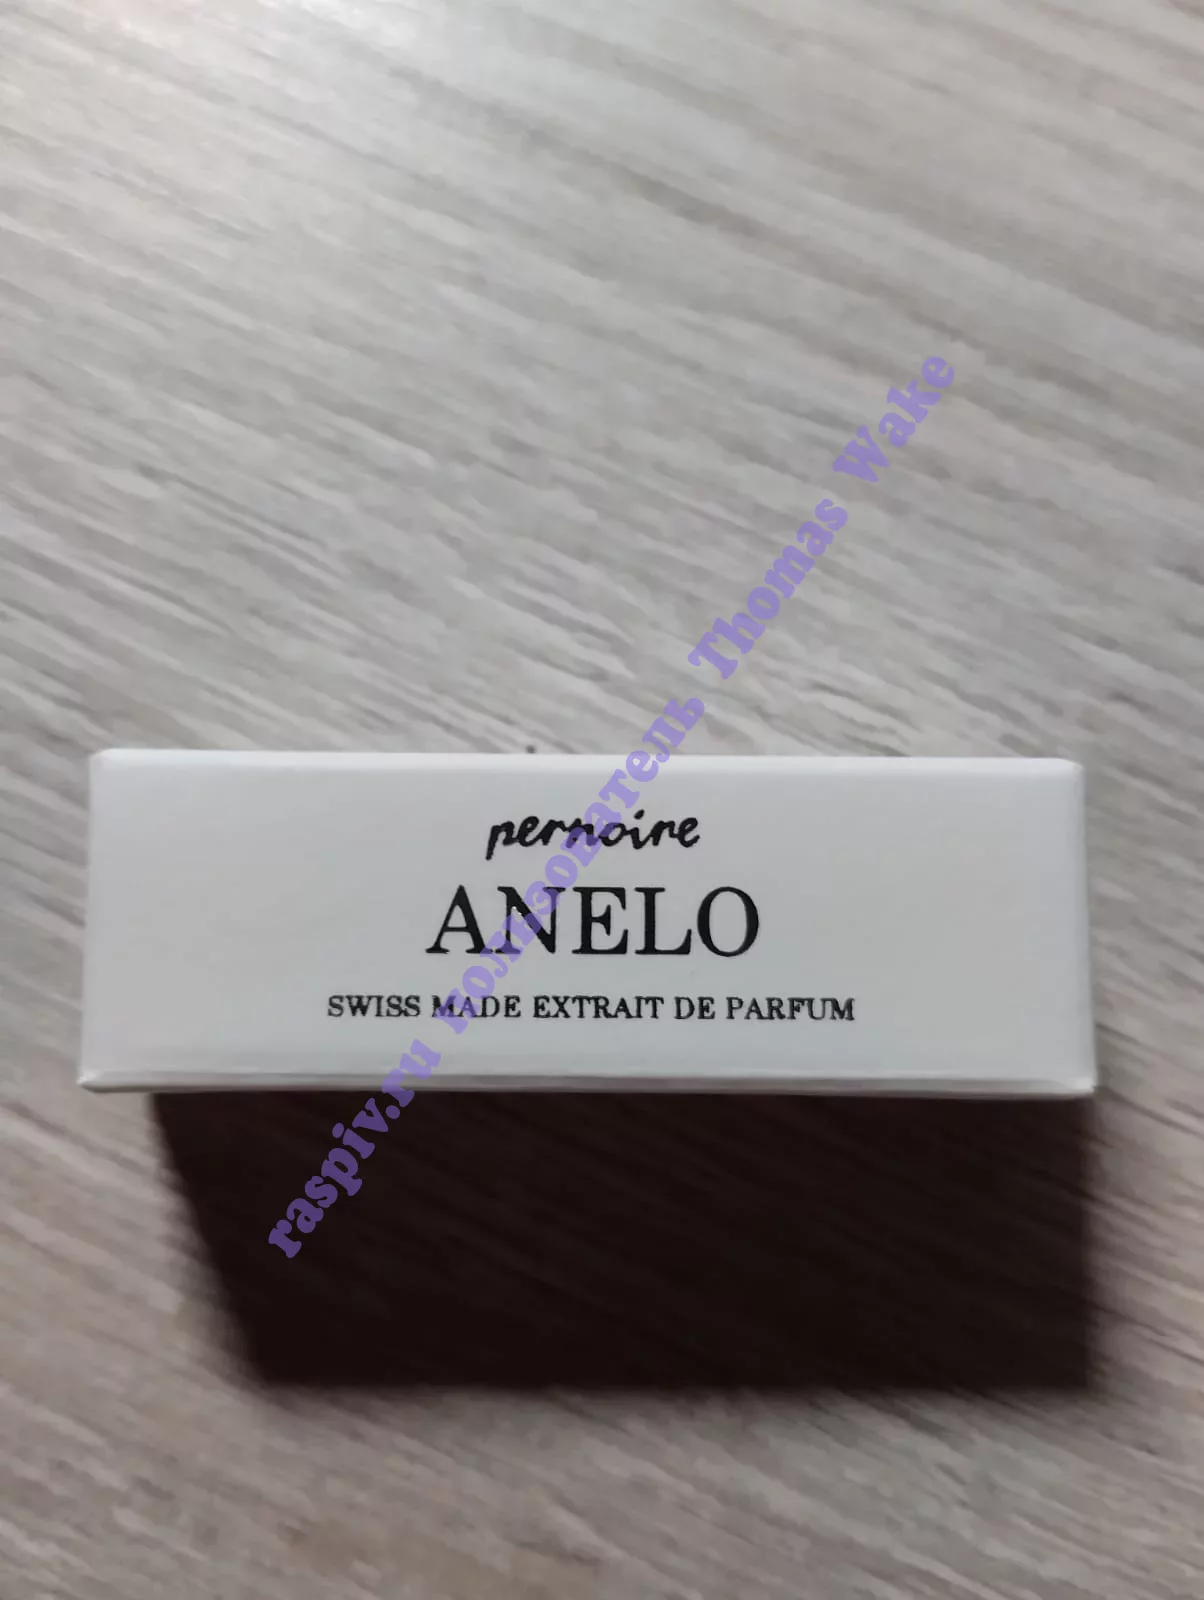 pernoire
ANELO
SWISS MADE EXTRAIT DE PARFUM
raspiv.ru пользователь Thomas Wake